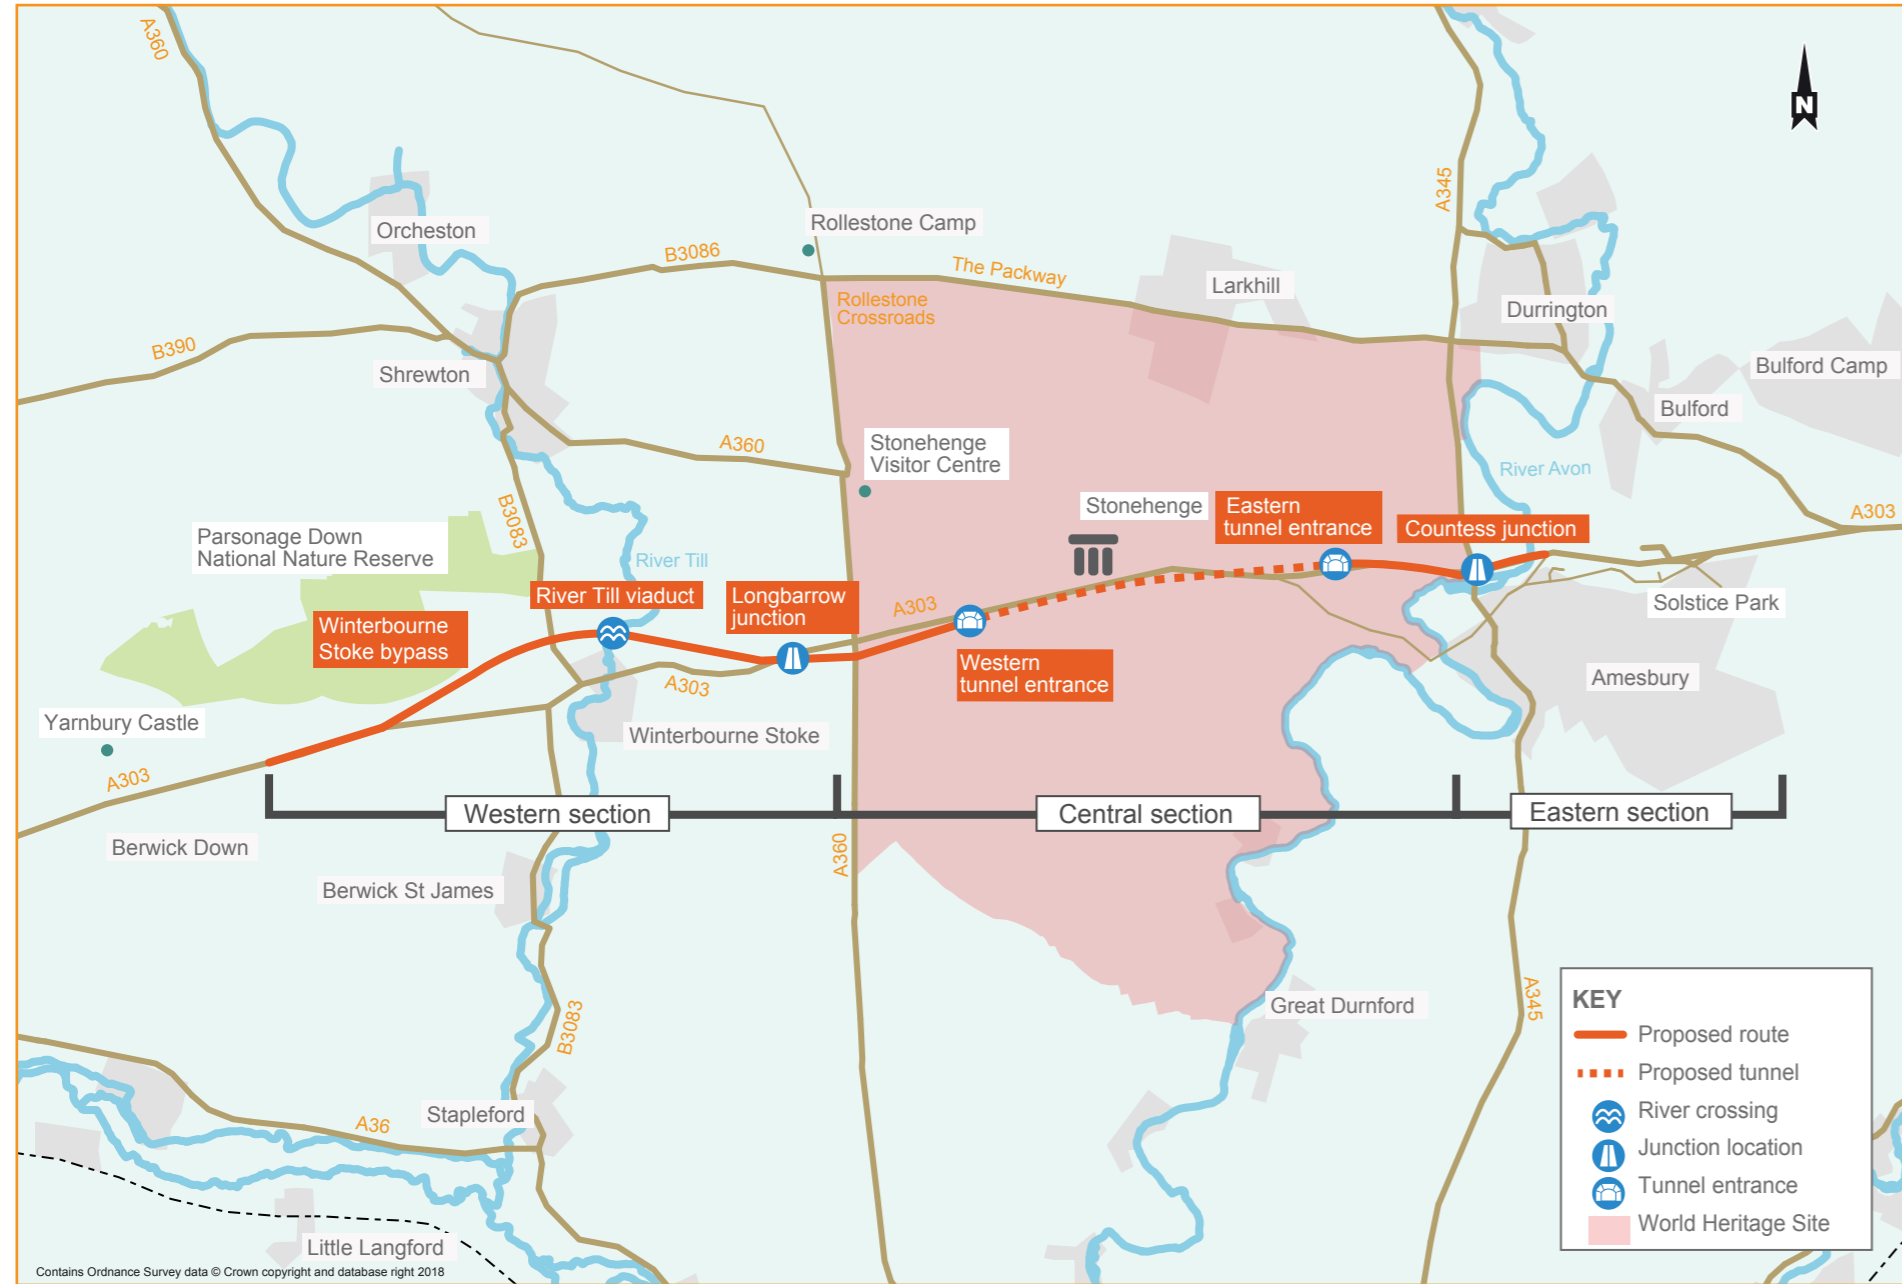 A360
N
Orcheston
Rollestone Camp
B3086
The Packway
A345
Larkhill
Rollestone
Crossroads
Durrington
B390
Shrewton
Bulford Camp
Bulford
A360
Stonehenge
Visitor Centre
River Avon
B3083
Stonehenge
Eastern
tunnel entrance
Countess junction
A303
Parsonage Down
National Nature Reserve
River Till
River Till viaduct
Longbarrow
junction
A303
Solstice Park
Winterbourne
Stoke bypass
Western
tunnel entrance
A303
Amesbury
Yarnbury Castle
Winterbourne Stoke
A303
Western section
Central section
Eastern section
Berwick Down
A360
Berwick St James
A345
Great Durnford
B3083
Stapleford
A36
Little Langford
KEY
Proposed route
Proposed tunnel
River crossing
Junction location
Tunnel entrance
World Heritage Site
Contains Ordnance Survey data © Crown copyright and database right 2018